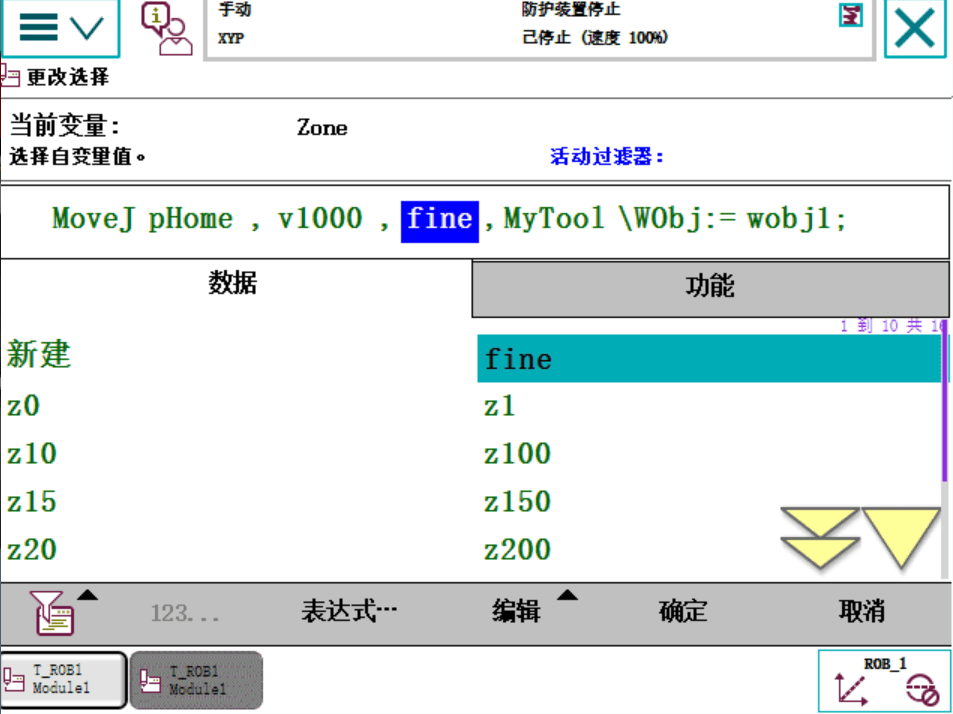 手动 防护装置停止
XYP 已停止 (速度 100%)
更改选择
当前变量: Zone
选择自变量值。 活动过滤器:
MoveJ pHome , v1000 , fine , MyTool \WObj:= wobj1;
数据 功能
1 到 10 共 16
新建 fine
z0 z1
z10 z100
z15 z150
z20 z200
123... 表达式… 编辑 确定 取消
T_ROB1 T_ROB1 ROB_1
Module1 Module1